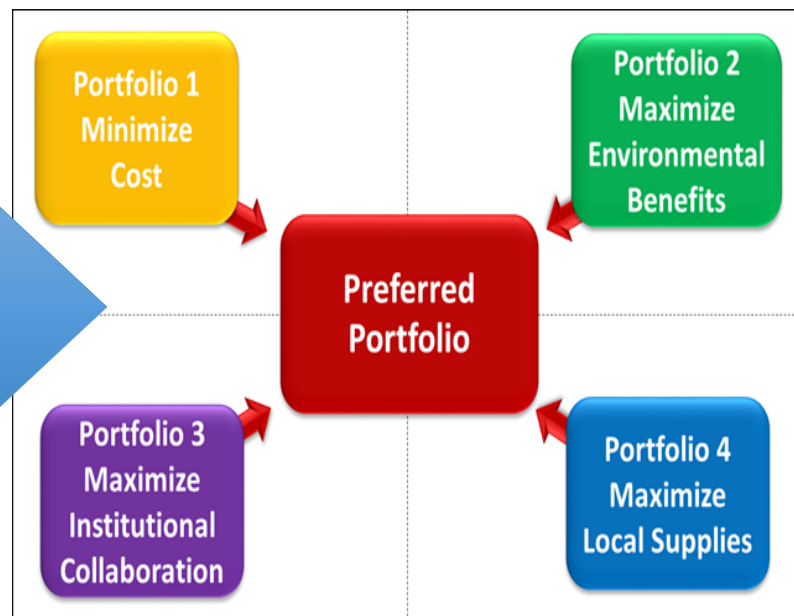 Portfolio 1
Minimize
Cost
Portfolio 2
Maximize
Environmental
Benefits
Preferred
Portfolio
Portfolio 3
Maximize
Institutional
Collaboration
Portfolio 4
Maximize
Local Supplies